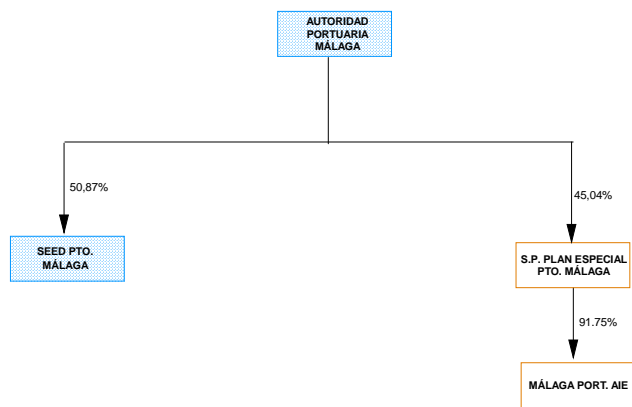 AUTORIDAD
PORTUARIA
MÁLAGA
50,87%
45,04%
SEED PTO.
MÁLAGA
S.P. PLAN ESPECIAL
PTO. MÁLAGA
91.75%
MÁLAGA PORT. AIE